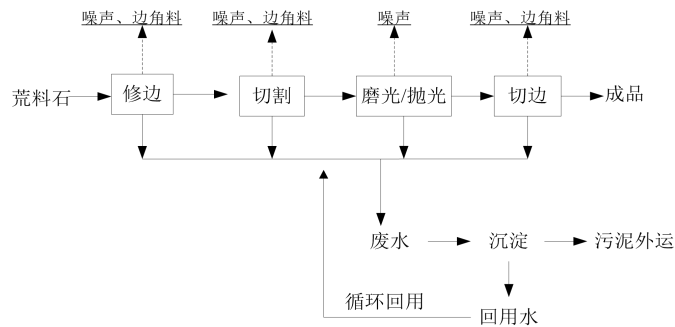 噪声、边角料
噪声、边角料
噪声
噪声、边角料
荒料石
修边
切割
磨光/抛光
切边
成品
废水
沉淀
污泥外运
循环回用
回用水